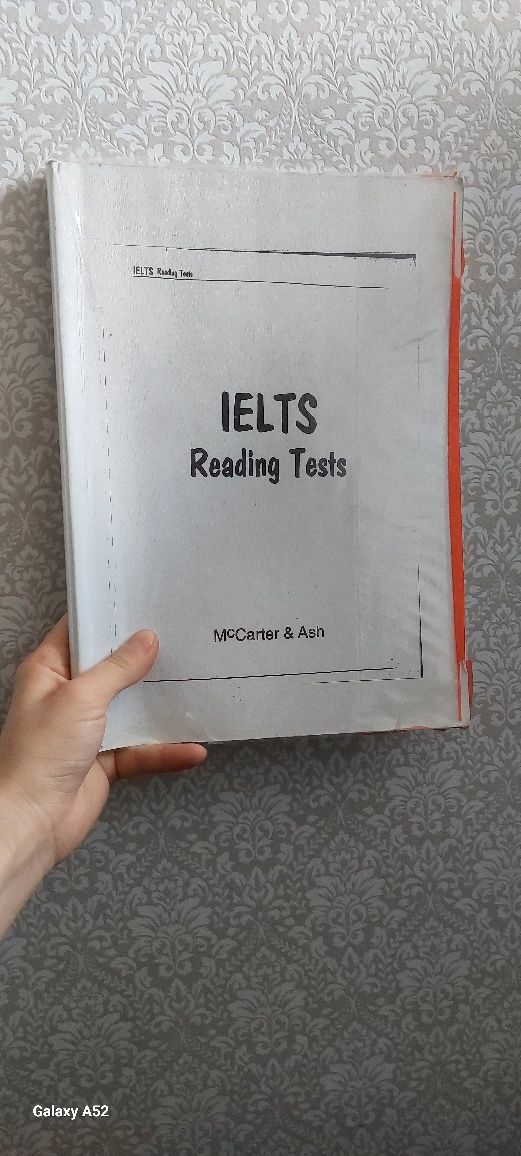 IELTS Reading Tests
IELTS
Reading Tests
McCarter & Ash
Galaxy A52